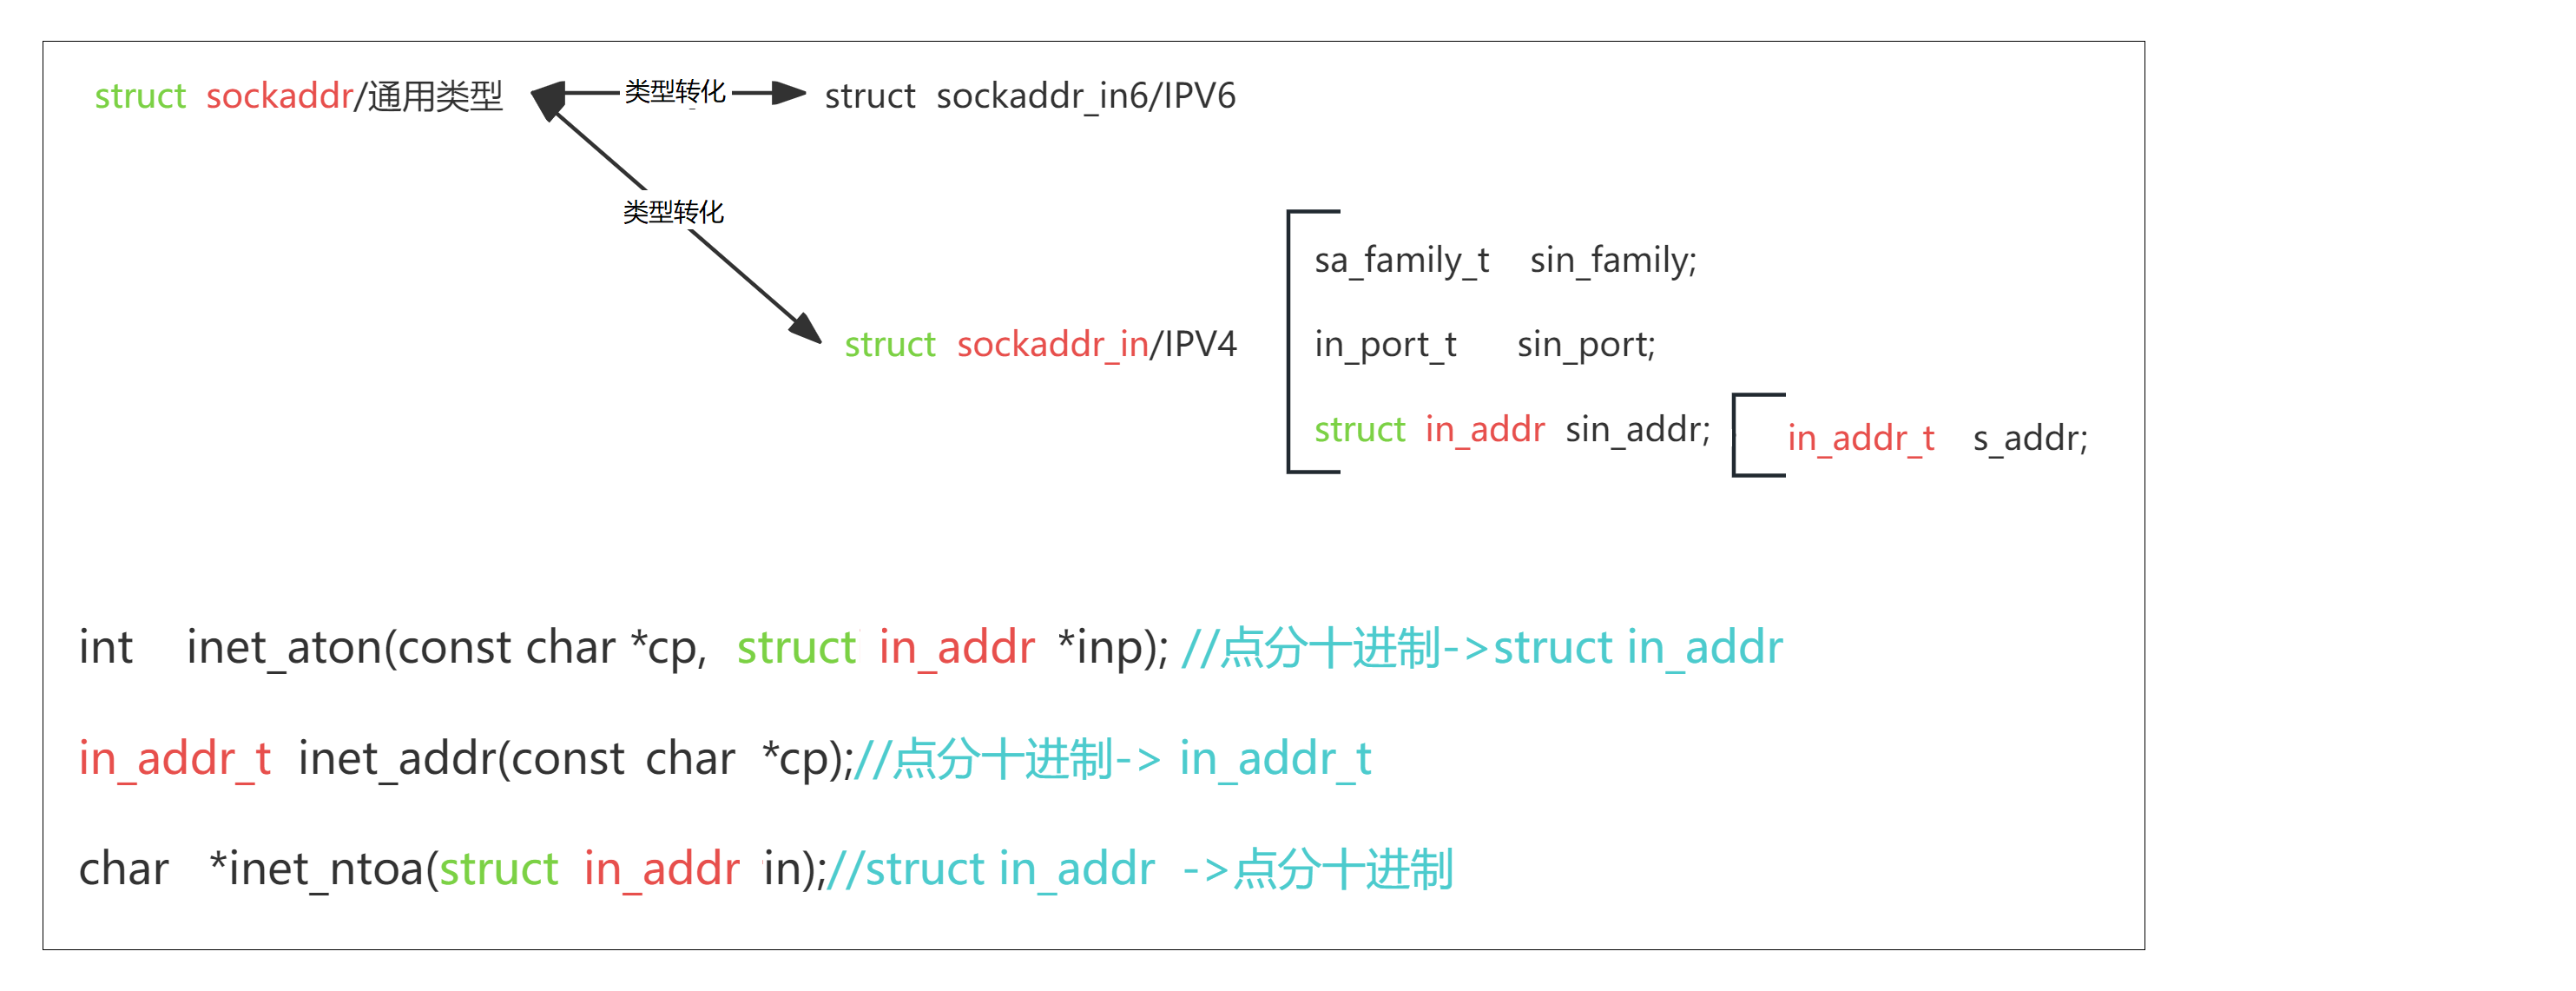 struct sockaddr/通用类型 类型转化 struct sockaddr_in6/IPV6
类型转化
sa_family_t sin_family;
struct sockaddr_in/IPV4 in_port_t sin_port;
struct in_addr sin_addr; in_addr_t s_addr;
int inet_aton(const char *cp, struct in_addr *inp); //点分十进制->struct in_addr
in_addr_t inet_addr(const char *cp);//点分十进制-> in_addr_t
char *inet_ntoa(struct in_addr in);//struct in_addr ->点分十进制